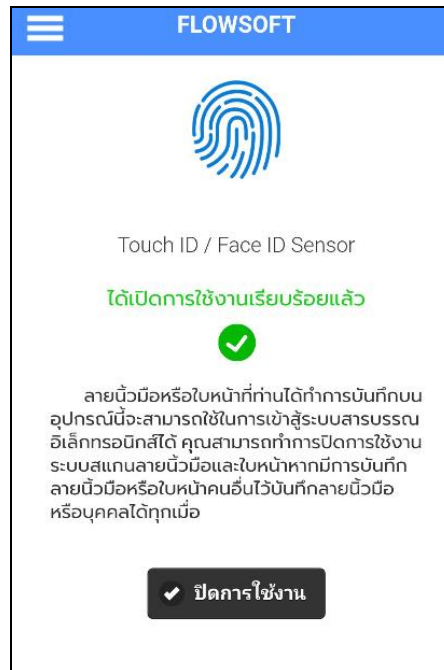 FLOWSOFT
Touch ID / Face ID Sensor
ได้เปิดการใช้งานเรียบร้อยแล้ว
ลายนิ้วมือหรือใบหน้าที่ท่านได้ทำการบันทึกบน
อุปกรณ์นี้จะสามารถใช้ในการเข้าสู้ระบบสารบรรณ
อิเล็กทรอนิกส์ได้ คุณสามารถทำการปิดการใช้งาน
ระบบสแกนลายนิ้วมือและใบหน้าหากมีการบันทึก
ลายนิ้วมือหรือใบหน้าคนอื่นไว้บันทึกลายนิ้วมือ
หรือบุคคลได้ทุกเมื่อ
ปิดการใช้งาน